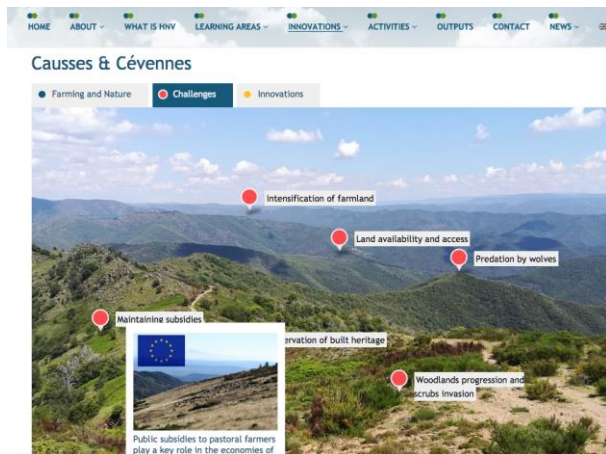 HOME ABOUT WHAT IS HNV LEARNING AREAS INNOVATIONS ACTIVITIES OUTPUTS CONTACT NEWS
Causses & Cévennes
Farming and Nature Challenges Innovations
Intensification of farmland
Land availability and access
Predation by wolves
Maintaining subsidies
ervation of built heritage
Woodlands progression and
scrubs invasion
Public subsidies to pastoral farmers
play a key role in the economies of